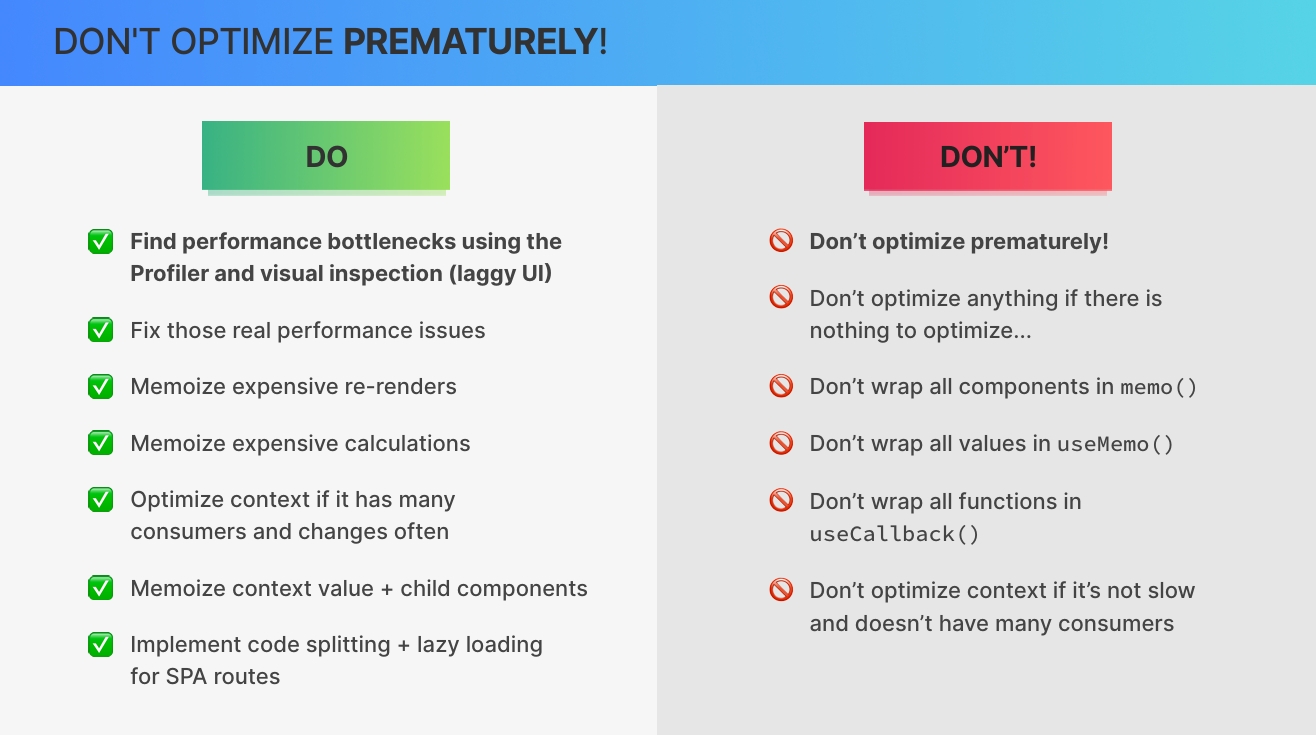 DON'T OPTIMIZE PREMATURELY!
DO
Find performance bottlenecks using the
Profiler and visual inspection (laggy UI)
Fix those real performance issues
Memoize expensive re-renders
Memoize expensive calculations
Optimize context if it has many
consumers and changes often
Memoize context value + child components
Implement code splitting + lazy loading
for SPA routes
DON’T!
Don’t optimize prematurely!
Don’t optimize anything if there is
nothing to optimize...
Don’t wrap all components in memo()
Don’t wrap all values in useMemo()
Don’t wrap all functions in
useCallback()
Don’t optimize context if it’s not slow
and doesn’t have many consumers